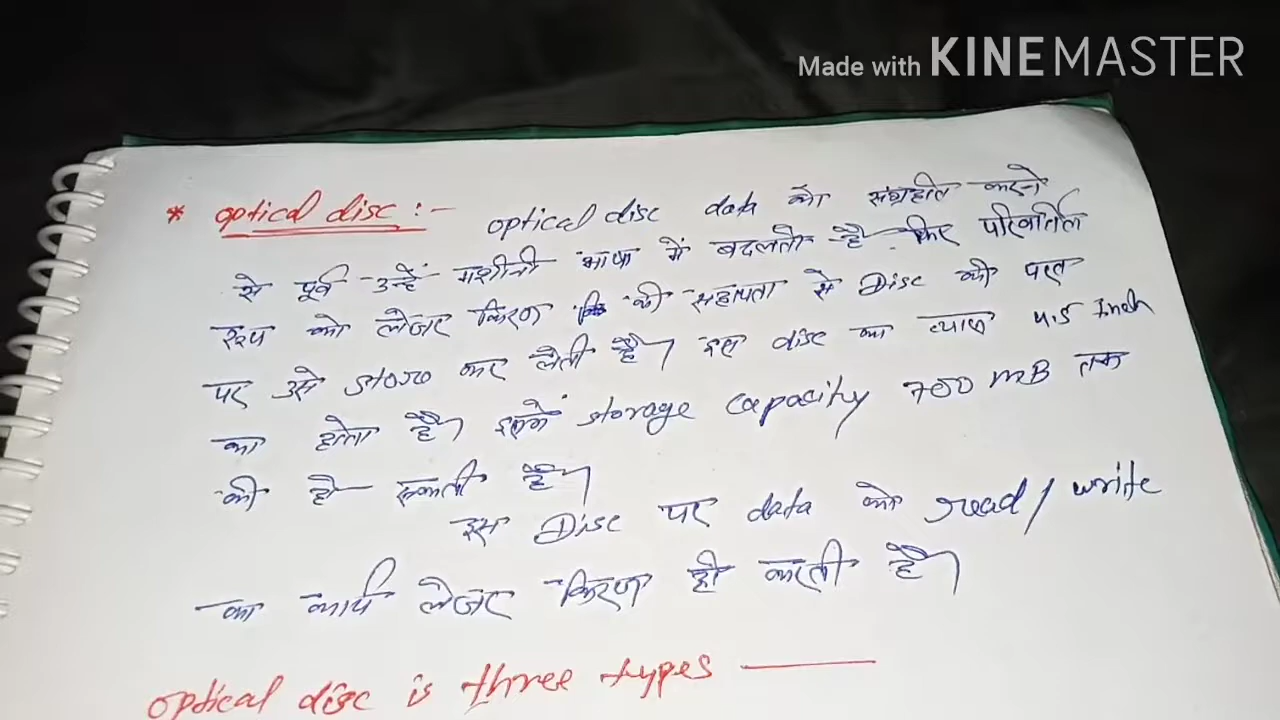 Made with KINEMASTER
* optical disc :- optical disc data को संग्रहीत करने
से पूर्व उन्हें मशीनी भाषा में बदलती है फिर परिवर्तित
रूप को लेजर किरण की सहायता से Disc की परत
पर उसे store कर लेती है। इस disc का व्यास 4.5 Inch
का होता है। इसमें storage capacity 700 MB तक
की हो सकती है।
इस Disc पर data को read/write
का कार्य लेजर किरण ही करती है।
optical disc is three types ———